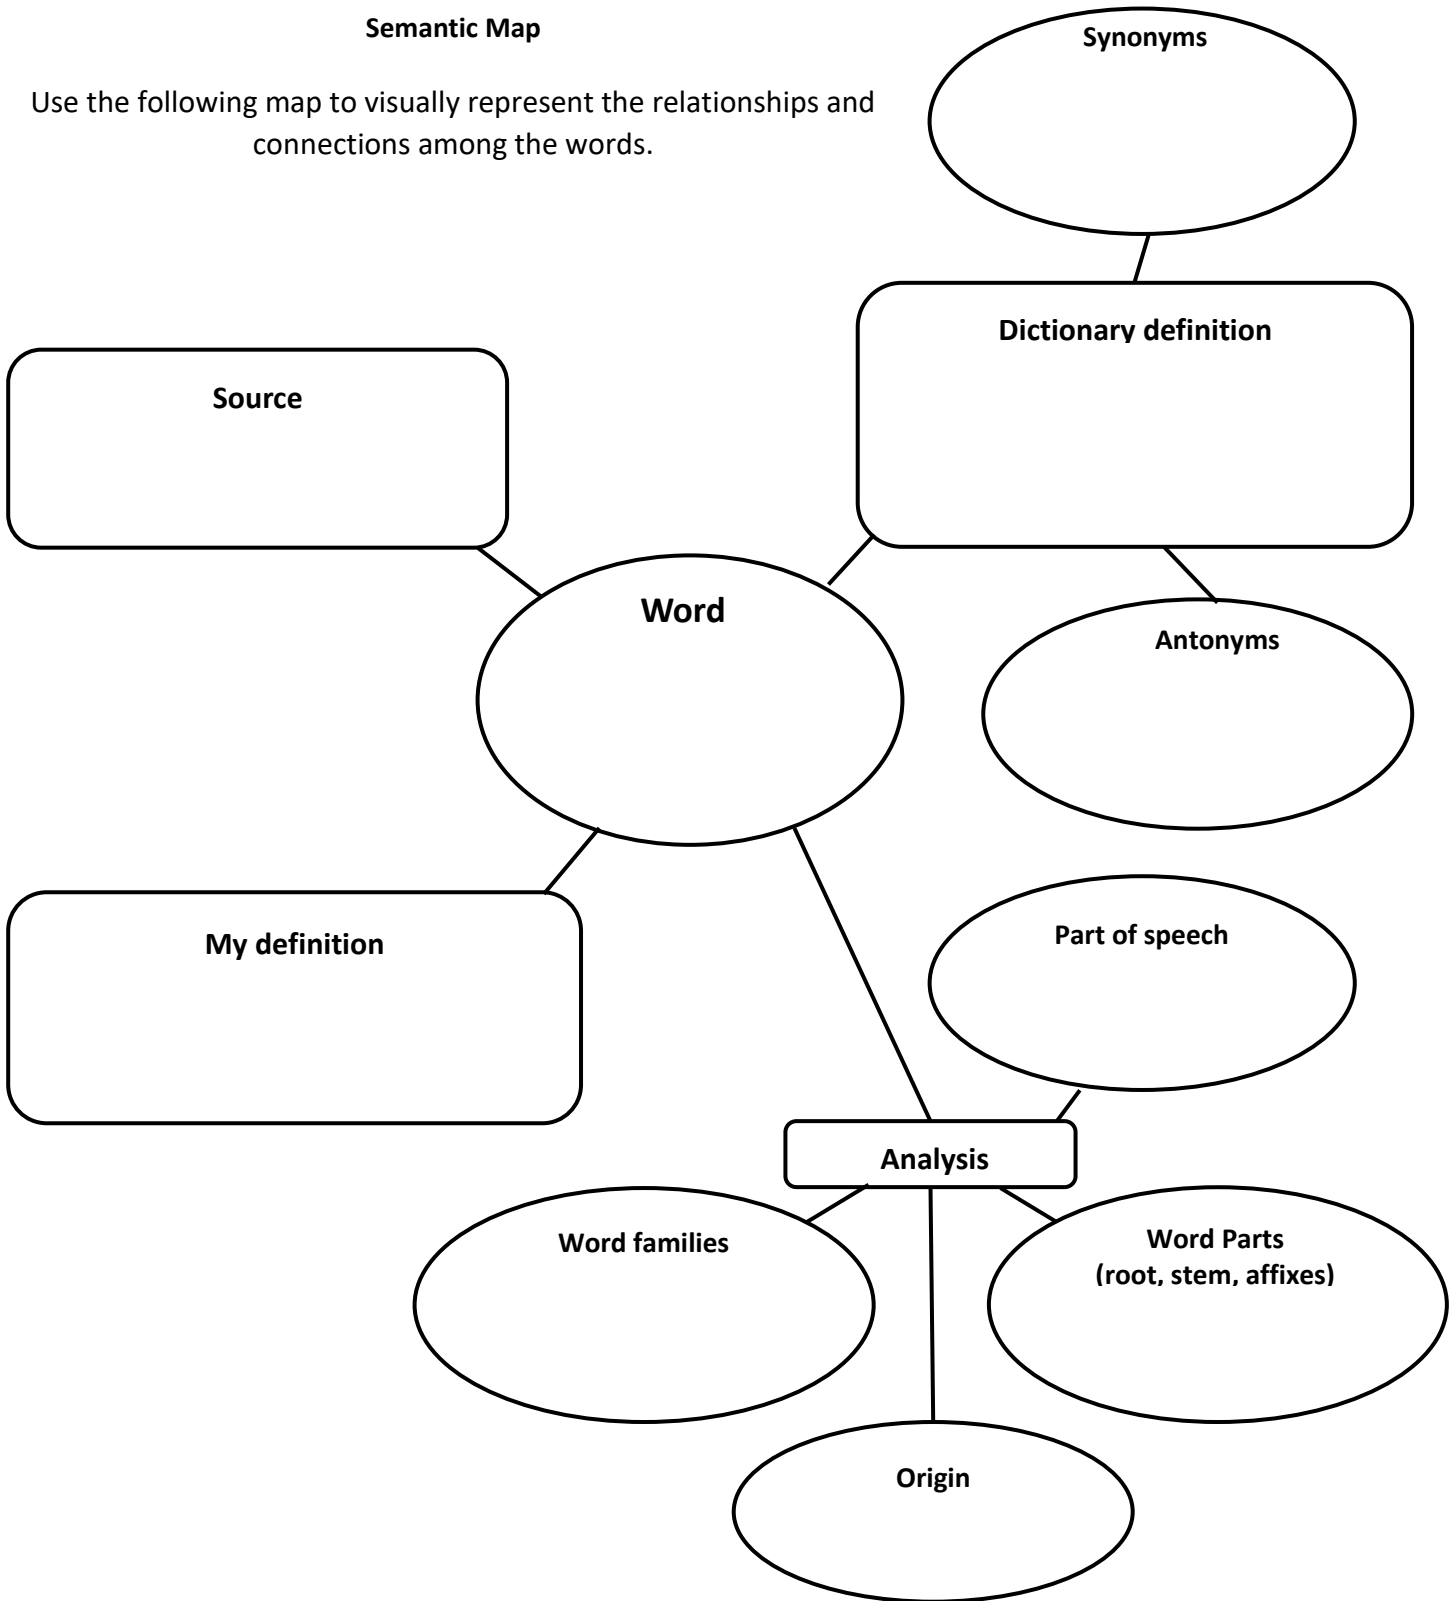 Semantic Map
Use the following map to visually represent the relationships and
connections among the words.
Synonyms
Dictionary definition
Source
Word
Antonyms
My definition
Part of speech
Analysis
Word families
Word Parts
(root, stem, affixes)
Origin